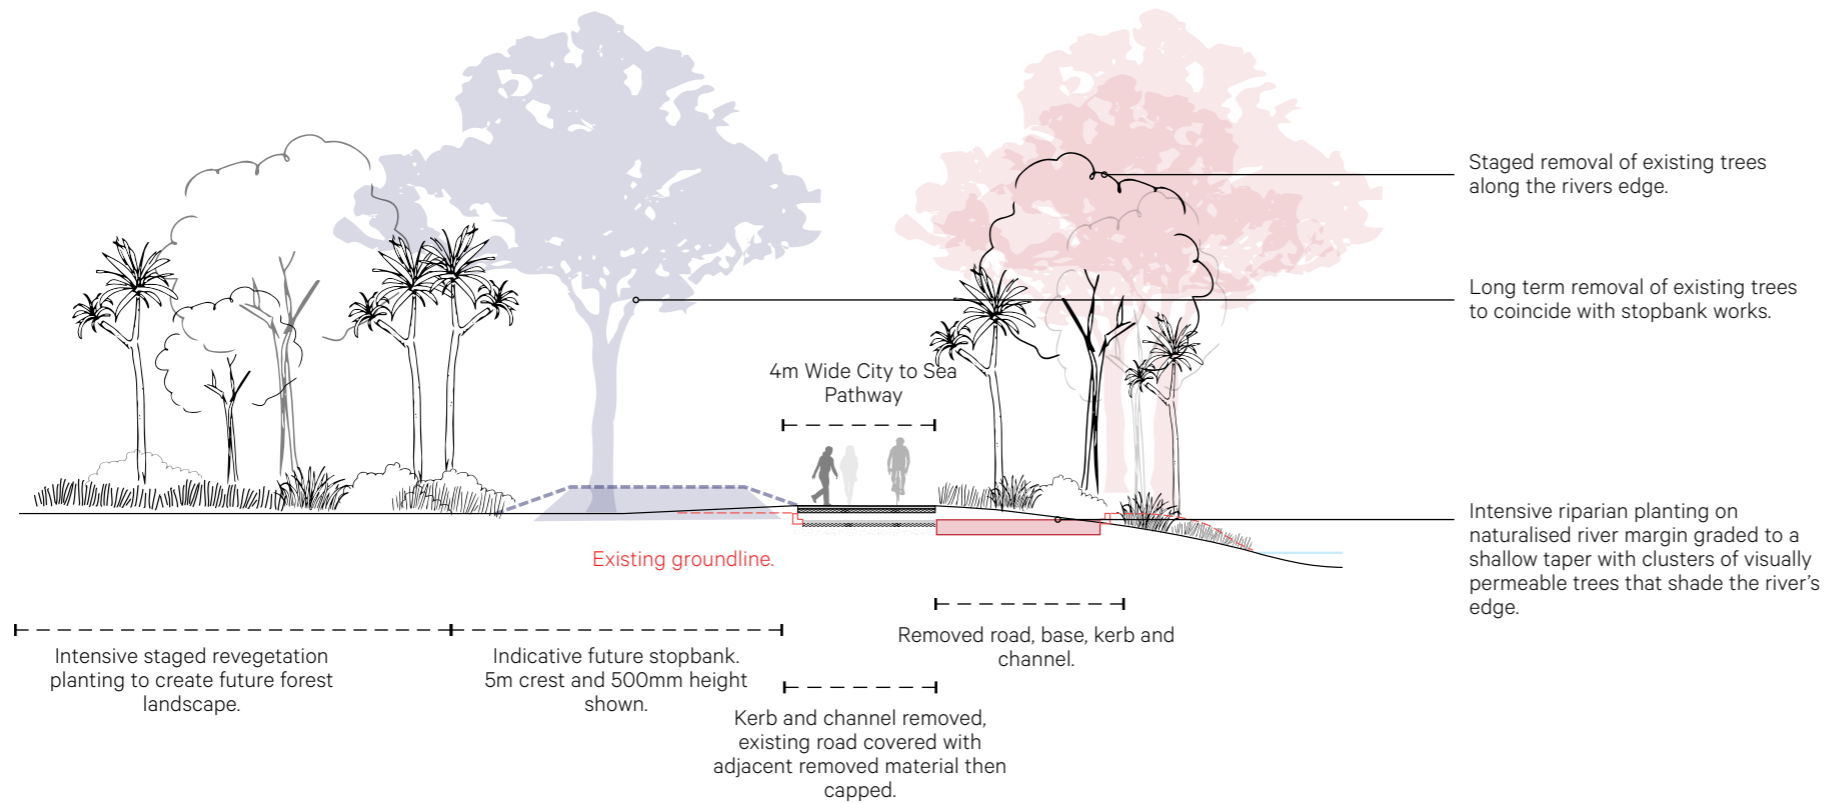 Staged removal of existing trees
along the rivers edge.
Long term removal of existing trees
to coincide with stopbank works.
4m Wide City to Sea
Pathway
Intensive riparian planting on
naturalised river margin graded to a
shallow taper with clusters of visually
permeable trees that shade the river's
edge.
Existing groundline.
Intensive staged revegetation
planting to create future forest
landscape.
Indicative future stopbank.
5m crest and 500mm height
shown.
Removed road, base, kerb and
channel.
Kerb and channel removed,
existing road covered with
adjacent removed material then
capped.